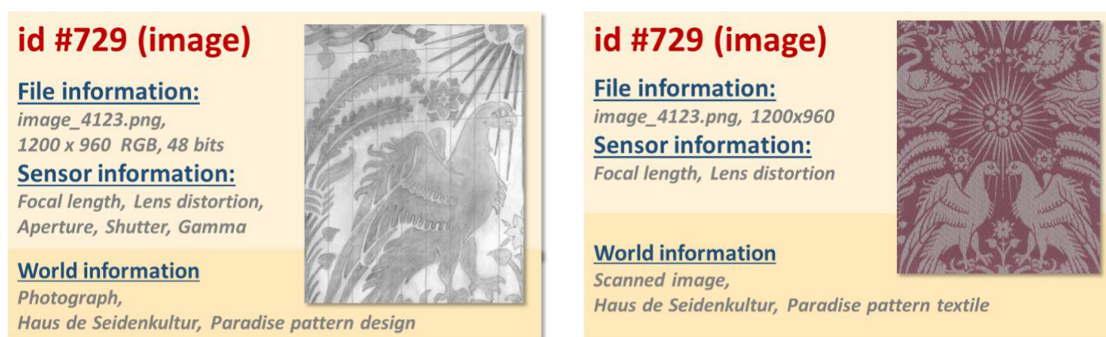 id #729 (image)
File information:
image_4123.png,
1200 x 960 RGB, 48 bits
Sensor information:
Focal length, Lens distortion,
Aperture, Shutter, Gamma
World information
Photograph,
Haus de Seidenkultur, Paradise pattern design
id #729 (image)
File information:
image_4123.png, 1200x960
Sensor information:
Focal length, Lens distortion
World information
Scanned image,
Haus de Seidenkultur, Paradise pattern textile